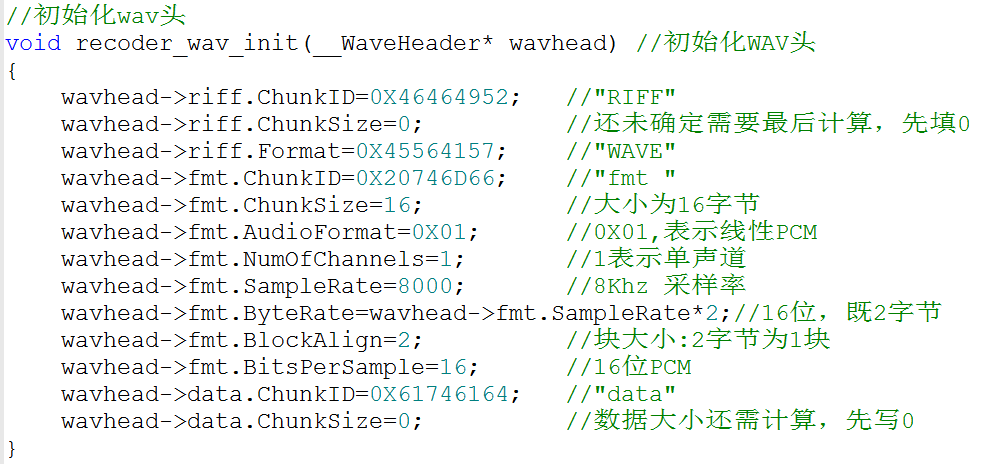 //初始化wav头
void recoder_wav_init(__WaveHeader* wavhead) //初始化WAV头
{
    wavhead->riff.ChunkID=0X46464952;   //"RIFF"
    wavhead->riff.ChunkSize=0;          //还未确定需要最后计算，先填0
    wavhead->riff.Format=0X45564157;    //"WAVE"
    wavhead->fmt.ChunkID=0X20746D66;    //"fmt "
    wavhead->fmt.ChunkSize=16;          //大小为16字节
    wavhead->fmt.AudioFormat=0X01;      //0X01,表示线性PCM
    wavhead->fmt.NumOfChannels=1;       //1表示单声道
    wavhead->fmt.SampleRate=8000;       //8Khz 采样率
    wavhead->fmt.ByteRate=wavhead->fmt.SampleRate*2;//16位，既2字节
    wavhead->fmt.BlockAlign=2;          //块大小:2字节为1块
    wavhead->fmt.BitsPerSample=16;      //16位PCM
    wavhead->data.ChunkID=0X61746164;   //"data"
    wavhead->data.ChunkSize=0;          //数据大小还需计算，先写0
}